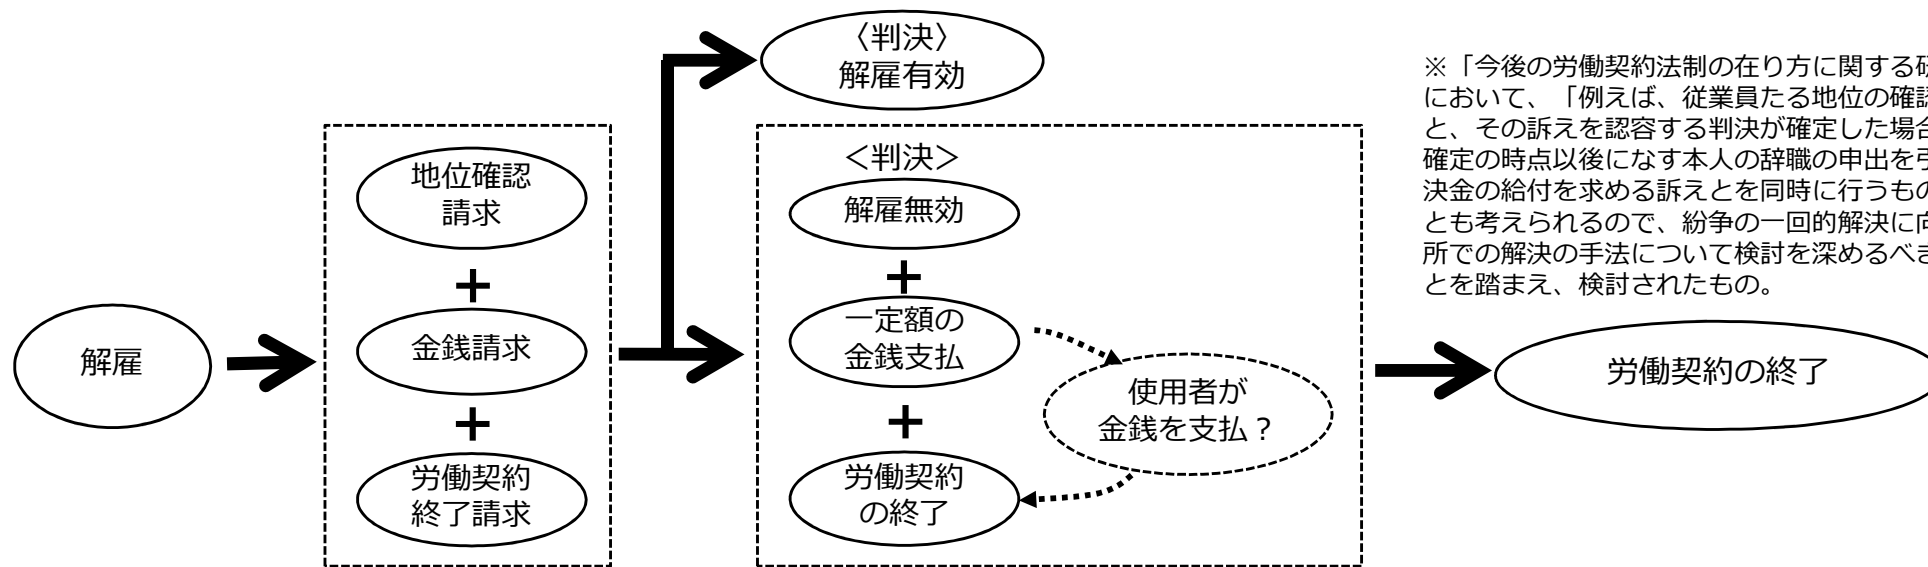 解雇
地位確認
請求
＋
金銭請求
＋
労働契約
終了請求
〈判決〉
解雇有効
＜判決＞
解雇無効
＋
一定額の
金銭支払
＋
労働契約
の終了
使用者が
金銭を支払？
※「今後の労働契約法制の在り方に関する研
において、「例えば、従業員たる地位の確認
と、その訴えを認容する判決が確定した場合
確定の時点以後になす本人の辞職の申出を引
決金の給付を求める訴えとを同時に行うもの
とも考えられるので、紛争の一回的解決に向
所での解決の手法について検討を深めるべき
とを踏まえ、検討されたもの。
労働契約の終了